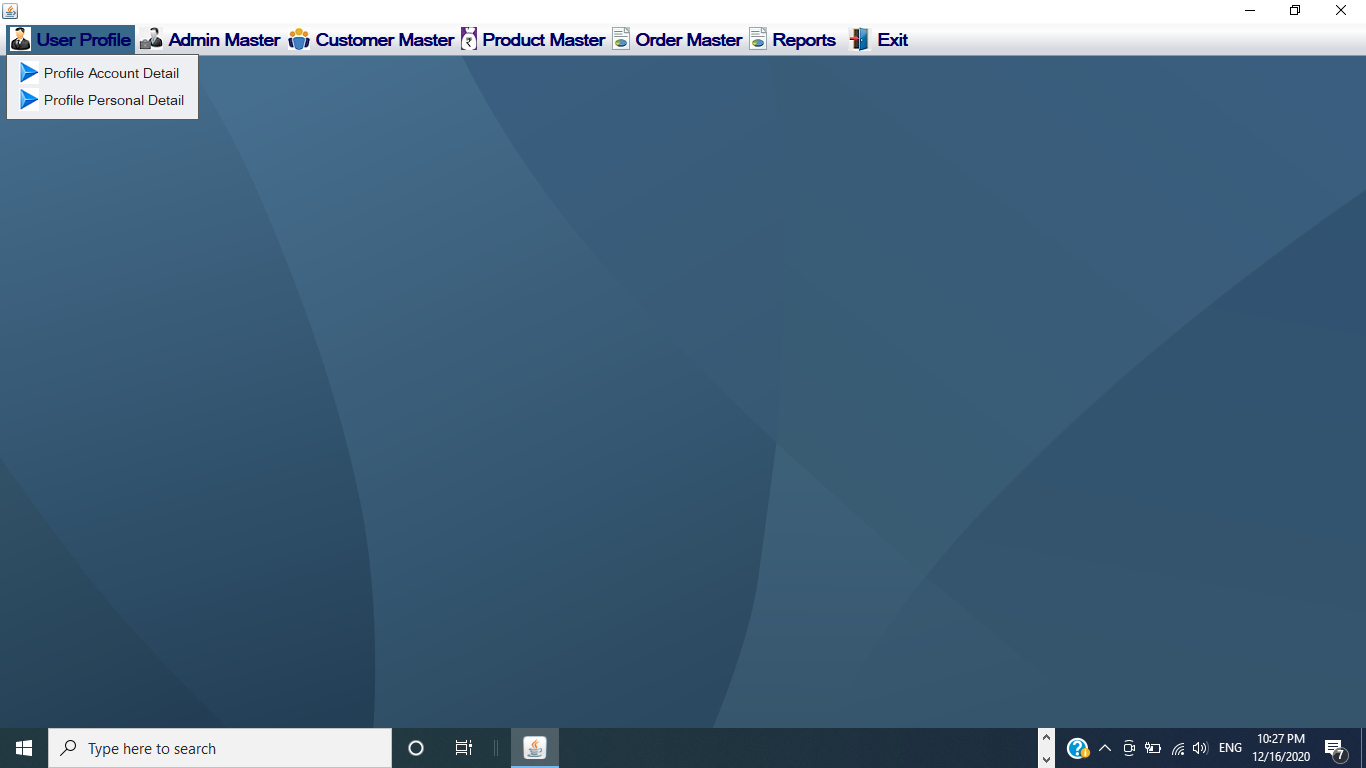 User Profile Admin Master Customer Master Product Master Order Master Reports Exit
Profile Account Detail
Profile Personal Detail
Type here to search
ENG
10:27 PM
12/16/2020
7